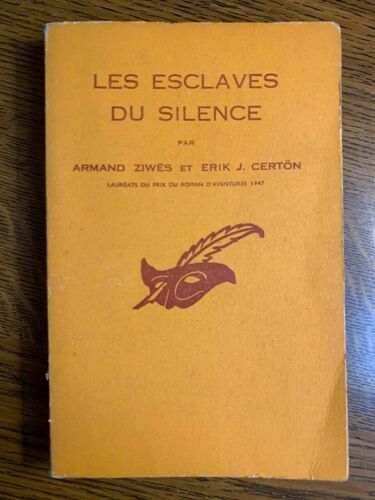 LES ESCLAVES
DU SILENCE
PAR
ARMAND ZIWÈS ET ERIK J. CERTÖN
LAURÉATS DU PRIX DU ROMAN D'AVENTURES 1947